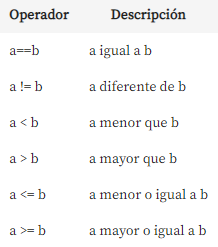 Operador Descripción
a==b a igual a b
a != b a diferente de b
a < b a menor que b
a > b a mayor que b
a <= b a menor o igual a b
a >= b a mayor o igual a b